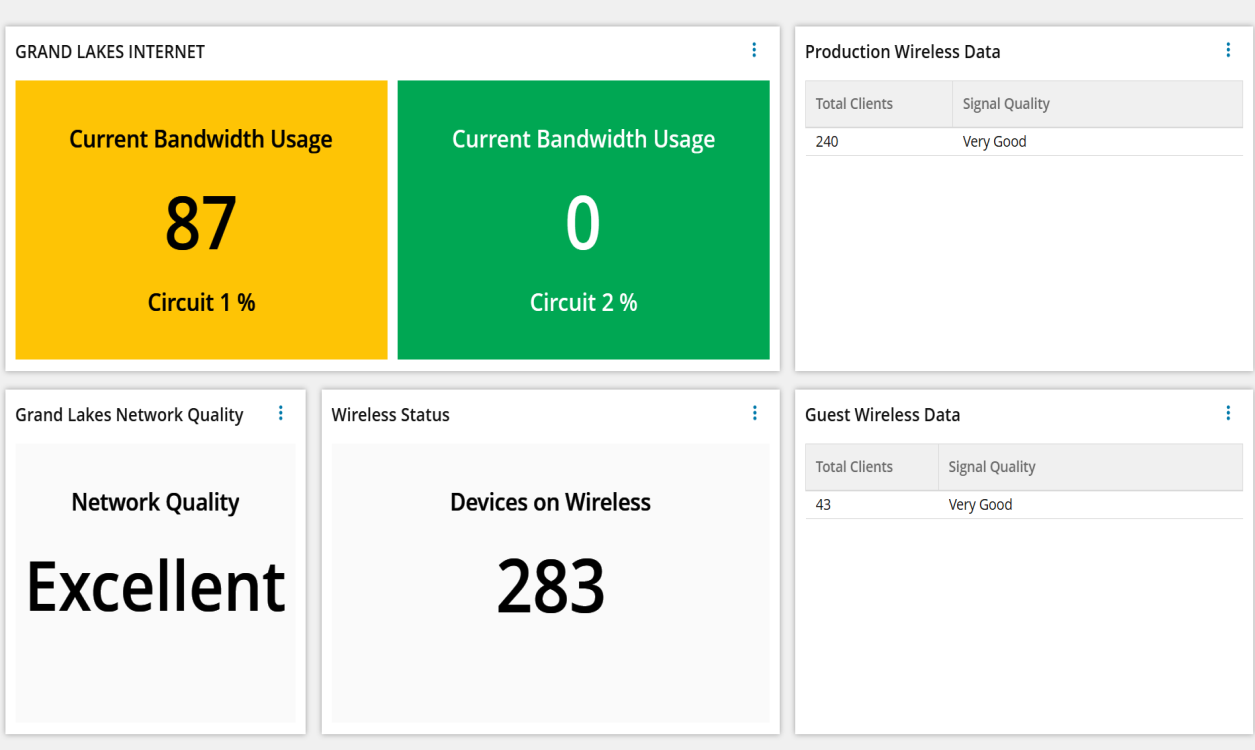 GRAND LAKES INTERNET
Current Bandwidth Usage
87
Circuit 1 %
Current Bandwidth Usage
0
Circuit 2 %
Production Wireless Data
Total Clients Signal Quality
240 Very Good
Grand Lakes Network Quality
Network Quality
Excellent
Wireless Status
Devices on Wireless
283
Guest Wireless Data
Total Clients Signal Quality
43 Very Good